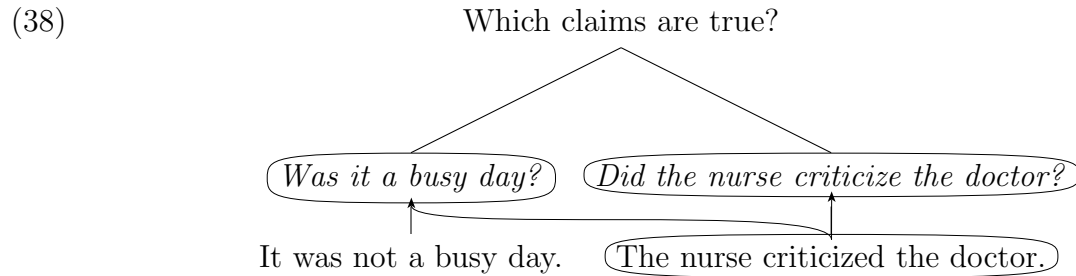 (38) Which claims are true?
Was it a busy day? Did the nurse criticize the doctor?
It was not a busy day. The nurse criticized the doctor.